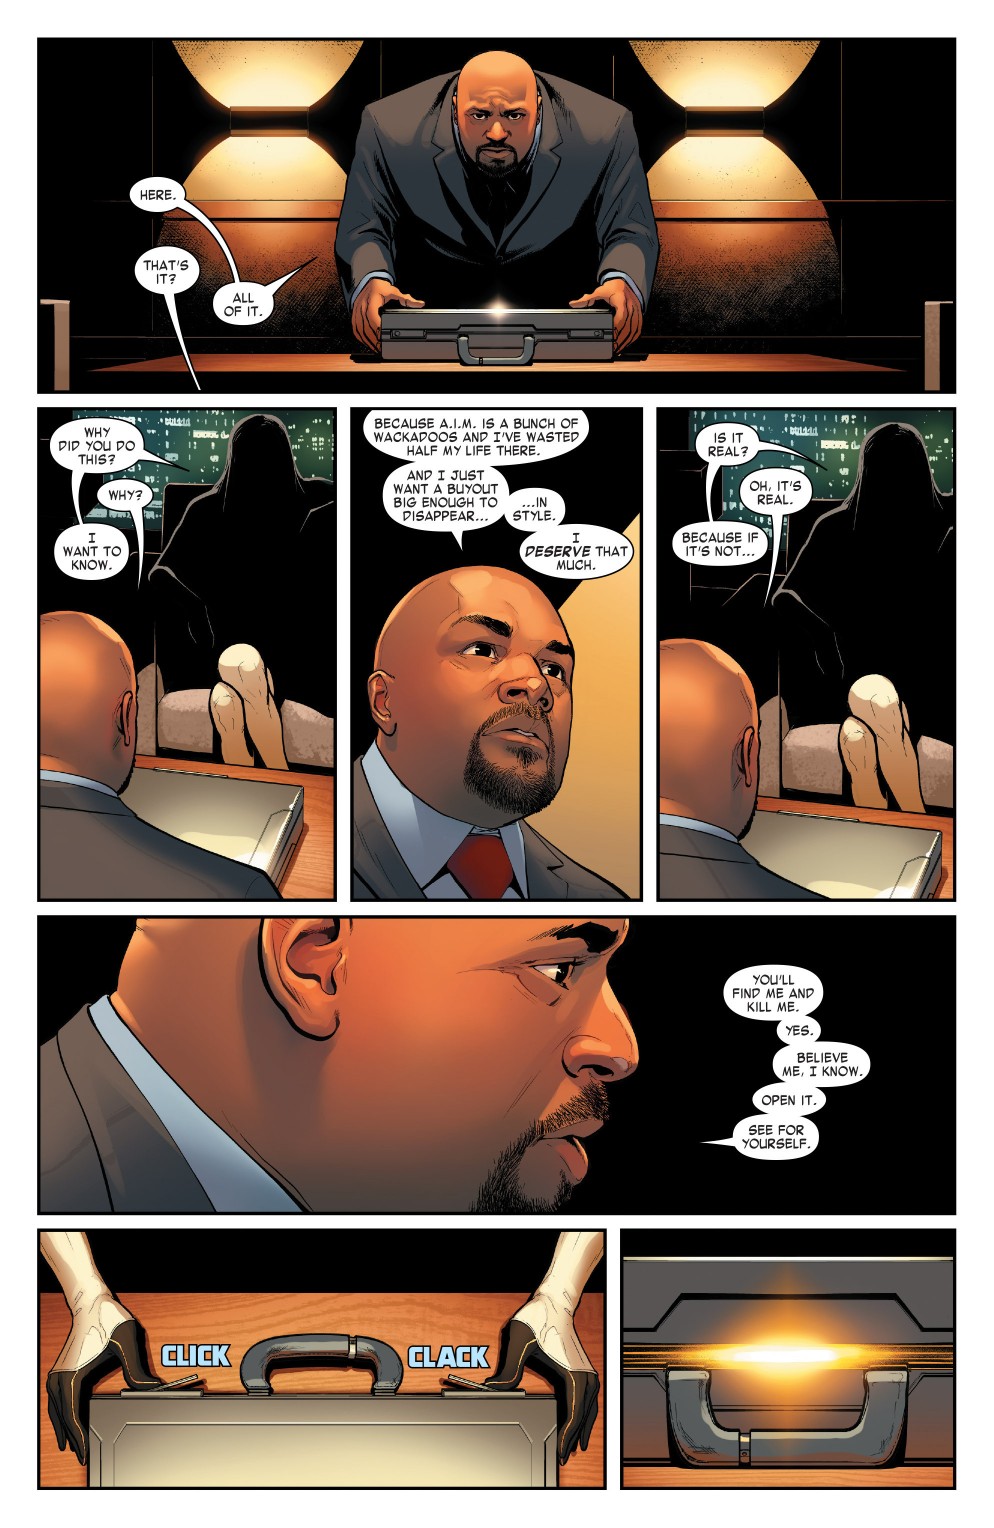 HERE.
ALL
OF IT.
THAT'S
IT?
WHY
DID YOU DO
THIS?
WHY?
I
WANT TO
KNOW.
BECAUSE A.I.M. IS A BUNCH OF
WACKADOOS AND I'VE WASTED
HALF MY LIFE THERE.
AND I JUST
WANT A BUYOUT
BIG ENOUGH TO
DISAPPEAR...
...IN
STYLE.
I
DESERVE THAT
MUCH.
IS IT
REAL?
OH, IT'S
REAL.
BECAUSE IF
IT'S NOT...
YOU'LL
FIND ME AND
KILL ME.
YES.
BELIEVE
ME, I KNOW.
OPEN IT.
SEE FOR
YOURSELF.
CLICK
CLACK